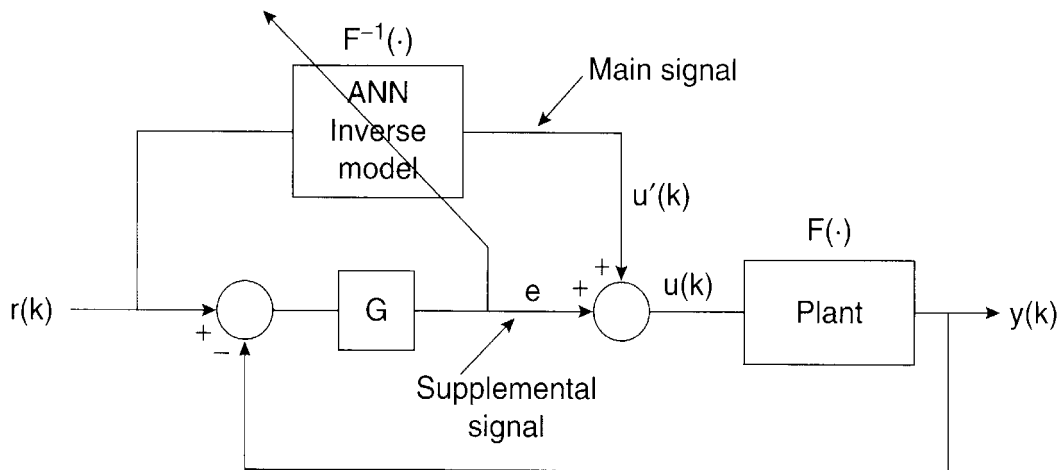 F⁻¹(·)
ANN
Inverse
model
Main signal
u′(k)
F(·)
r(k)
+
−
G
e
+
+
u(k)
Plant
y(k)
Supplemental
signal